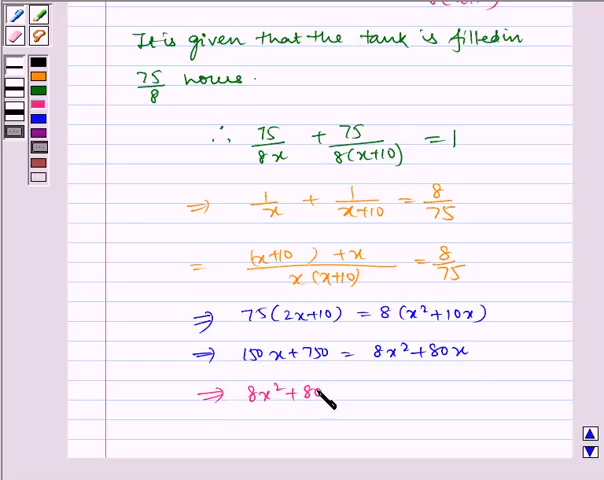 It is given that the tank is filled in
75/8 hours.
∴ 75/8x + 75/8(x+10) = 1
⇒ 1/x + 1/x+10 = 8/75
= (x+10) + x / x(x+10) = 8/75
⇒ 75(2x+10) = 8(x²+10x)
⇒ 150x+750 = 8x²+80x
⇒ 8x²+80